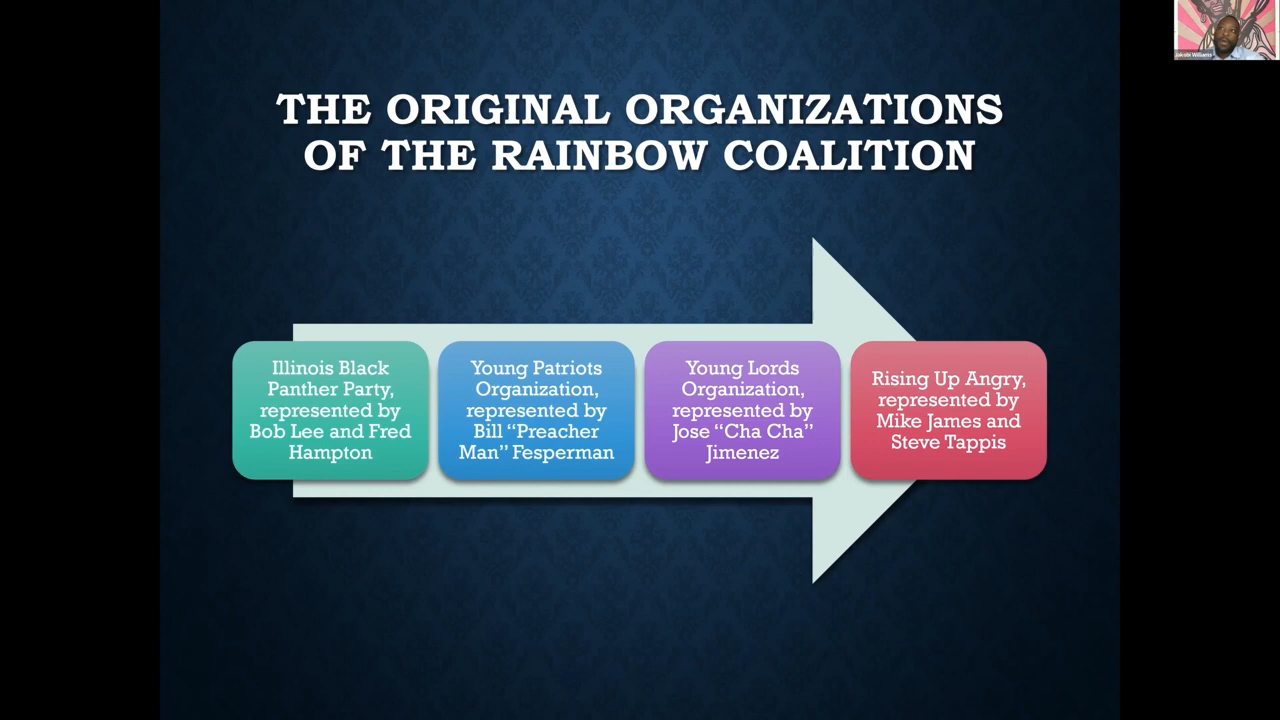 THE ORIGINAL ORGANIZATIONS
OF THE RAINBOW COALITION
Illinois Black
Panther Party,
represented by
Bob Lee and Fred
Hampton
Young Patriots
Organization,
represented by
Bill “Preacher
Man” Fesperman
Young Lords
Organization,
represented by
Jose “Cha Cha”
Jimenez
Rising Up Angry,
represented by
Mike James and
Steve Tappis
Williams